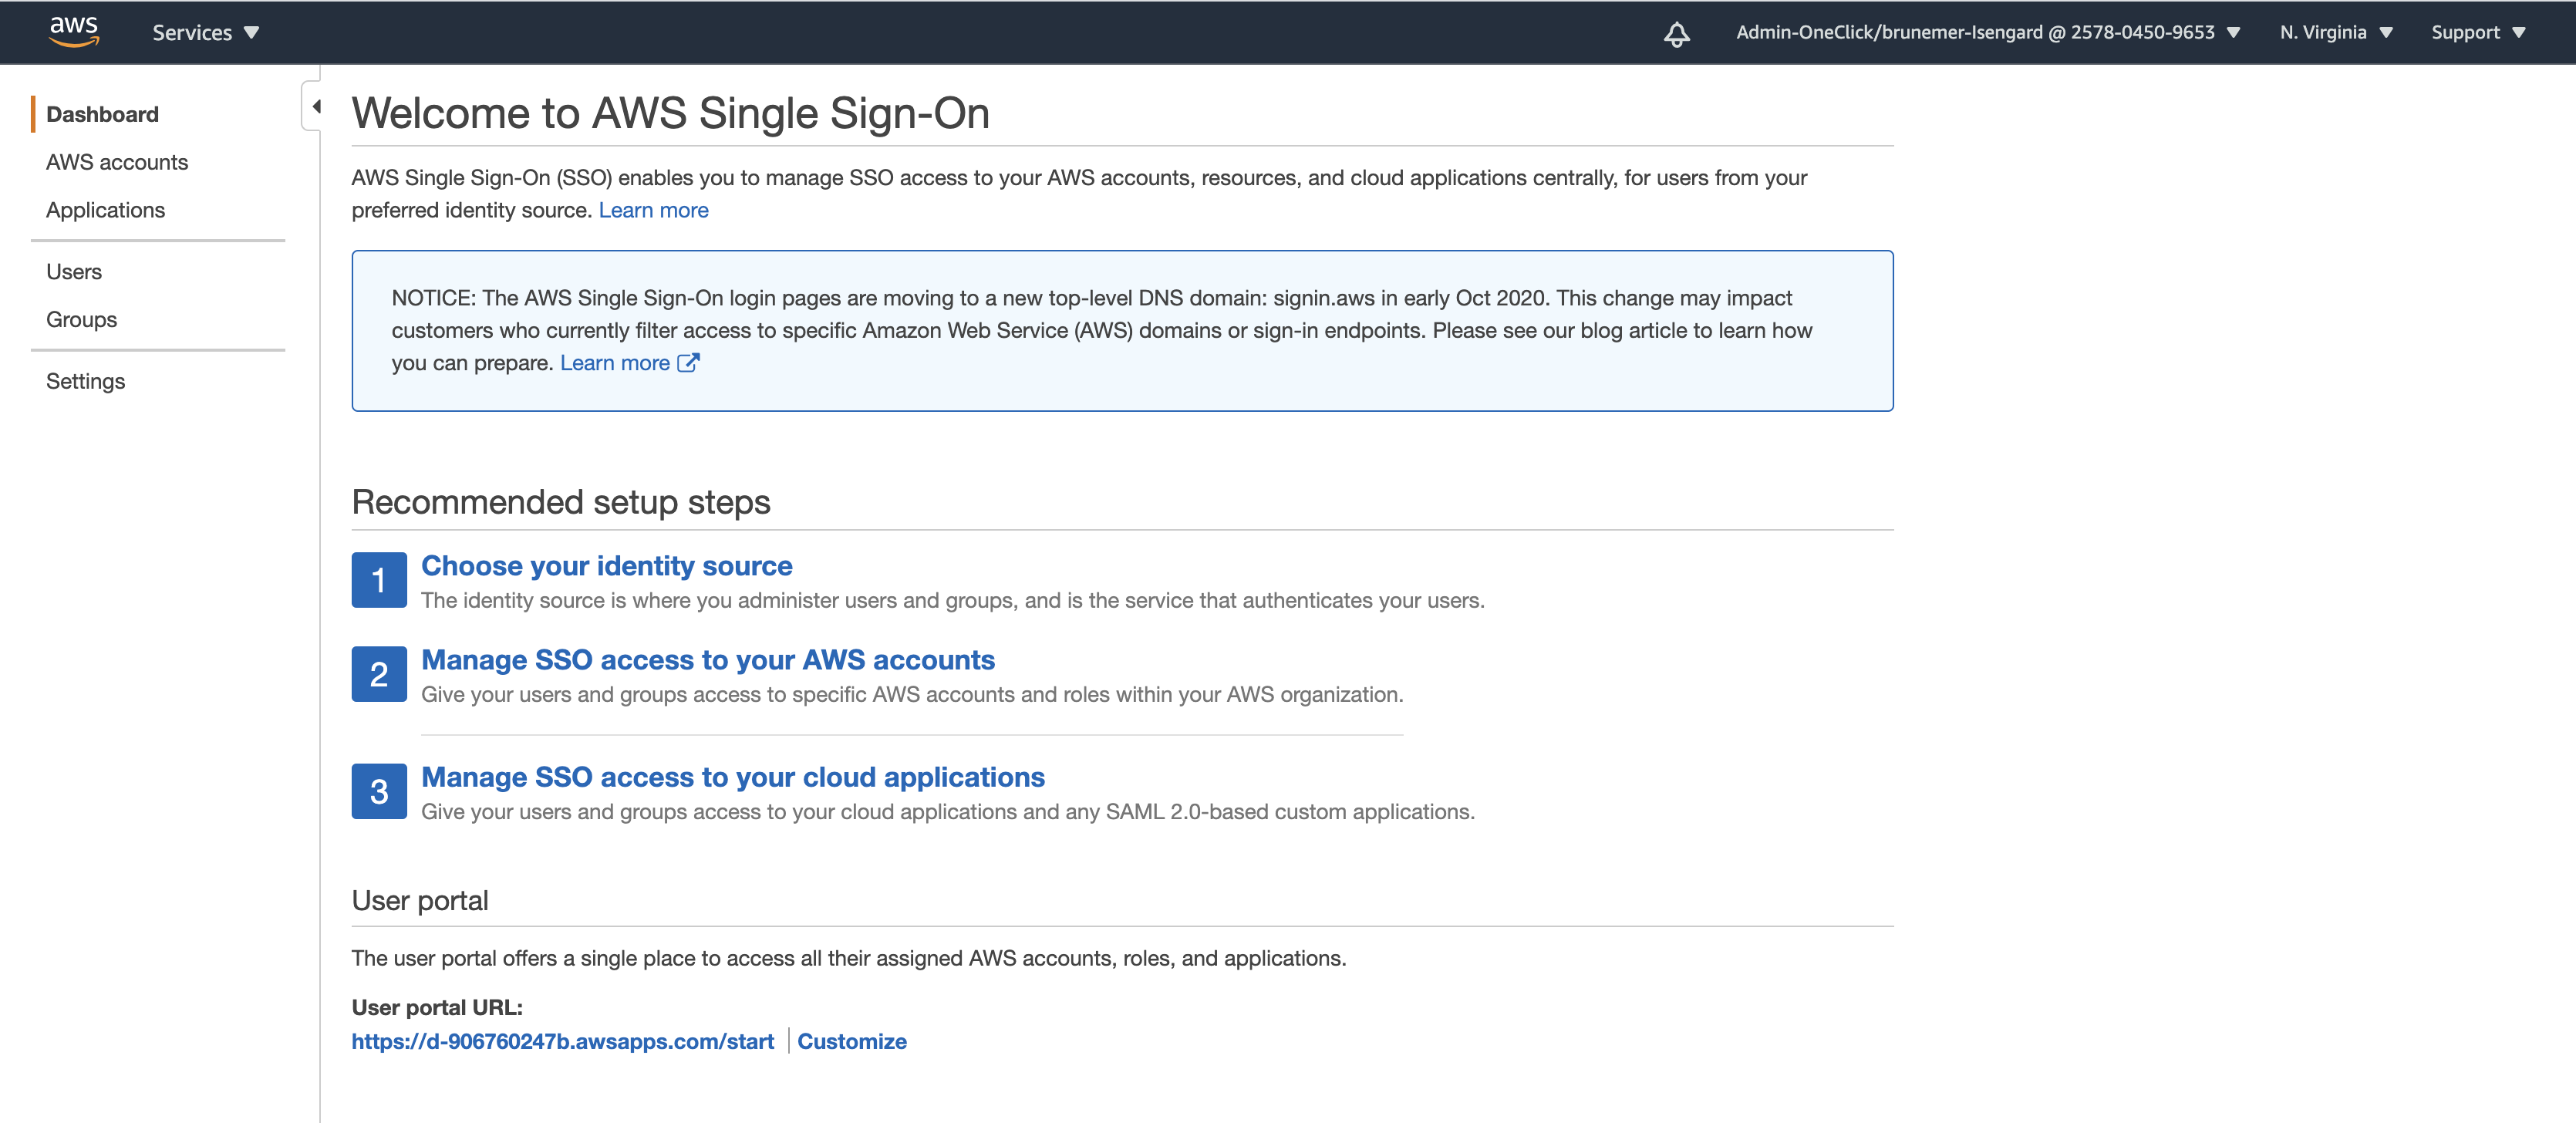 aws
Services
Admin-OneClick/brunemer-Isengard @ 2578-0450-9653
N. Virginia
Support
Dashboard
AWS accounts
Applications
Users
Groups
Settings
Welcome to AWS Single Sign-On
AWS Single Sign-On (SSO) enables you to manage SSO access to your AWS accounts, resources, and cloud applications centrally, for users from your
preferred identity source. Learn more
NOTICE: The AWS Single Sign-On login pages are moving to a new top-level DNS domain: signin.aws in early Oct 2020. This change may impact
customers who currently filter access to specific Amazon Web Service (AWS) domains or sign-in endpoints. Please see our blog article to learn how
you can prepare. Learn more
Recommended setup steps
1
Choose your identity source
The identity source is where you administer users and groups, and is the service that authenticates your users.
2
Manage SSO access to your AWS accounts
Give your users and groups access to specific AWS accounts and roles within your AWS organization.
3
Manage SSO access to your cloud applications
Give your users and groups access to your cloud applications and any SAML 2.0-based custom applications.
User portal
The user portal offers a single place to access all their assigned AWS accounts, roles, and applications.
User portal URL:
https://d-906760247b.awsapps.com/start Customize